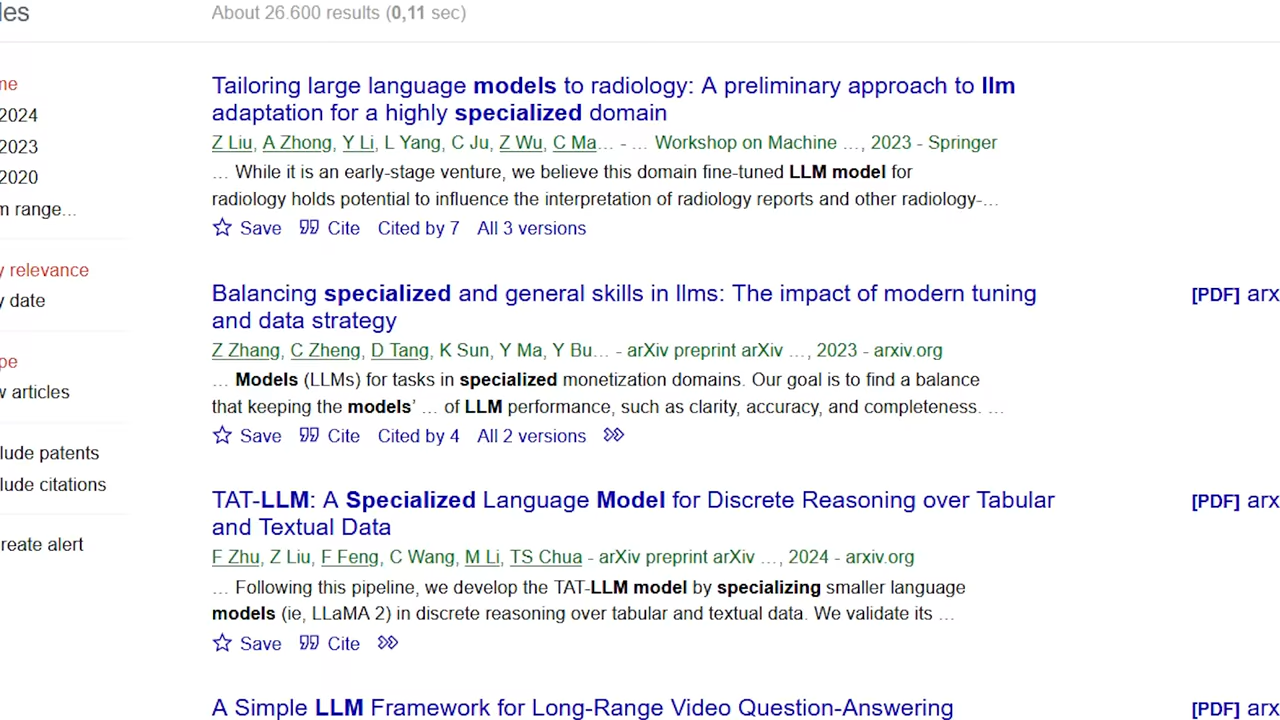 les
About 26.600 results (0,11 sec)
ne
2024
2023
2020
m range...
y relevance
y date
pe
w articles
lude patents
lude citations
reate alert
Tailoring large language models to radiology: A preliminary approach to llm
adaptation for a highly specialized domain
Z Liu, A Zhong, Y Li, L Yang, C Ju, Z Wu, C Ma... - ... Workshop on Machine ..., 2023 - Springer
... While it is an early-stage venture, we believe this domain fine-tuned LLM model for
radiology holds potential to influence the interpretation of radiology reports and other radiology-...
Save Cite Cited by 7 All 3 versions
Balancing specialized and general skills in llms: The impact of modern tuning
and data strategy
[PDF] arx
Z Zhang, C Zheng, D Tang, K Sun, Y Ma, Y Bu... - arXiv preprint arXiv ..., 2023 - arxiv.org
... Models (LLMs) for tasks in specialized monetization domains. Our goal is to find a balance
that keeping the models' ... of LLM performance, such as clarity, accuracy, and completeness. ...
Save Cite Cited by 4 All 2 versions
TAT-LLM: A Specialized Language Model for Discrete Reasoning over Tabular
and Textual Data
[PDF] arx
F Zhu, Z Liu, F Feng, C Wang, M Li, TS Chua - arXiv preprint arXiv ..., 2024 - arxiv.org
... Following this pipeline, we develop the TAT-LLM model by specializing smaller language
models (ie, LLaMA 2) in discrete reasoning over tabular and textual data. We validate its ...
Save Cite
A Simple LLM Framework for Long-Range Video Question-Answering
[PDF] arx